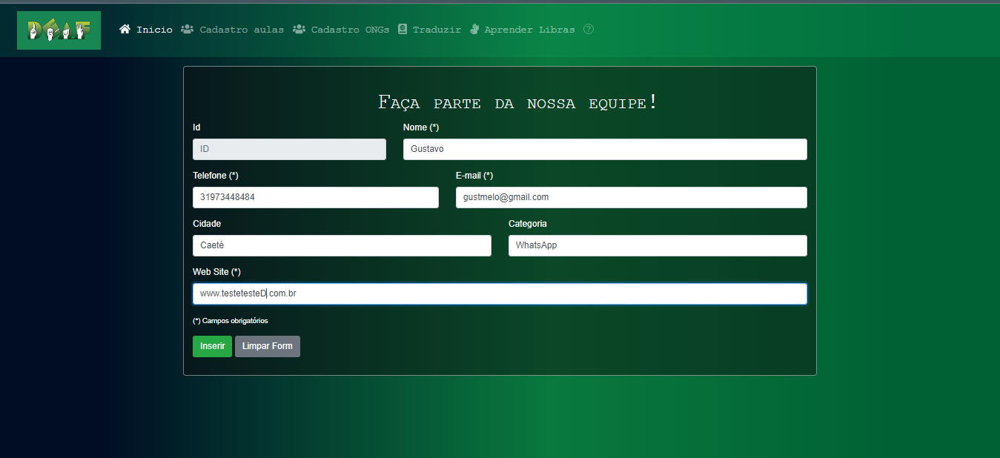 DEAF
Inicio Cadastro aulas Cadastro ONGs Traduzir Aprender Libras ?
Faça parte da nossa equipe!
Id Nome (*)
ID Gustavo
Telefone (*) E-mail (*)
31973448484 gustmelo@gmail.com
Cidade Categoria
Caeté WhatsApp
Web Site (*)
www.testetesteD.com.br
(*) Campos obrigatórios
Inserir Limpar Form